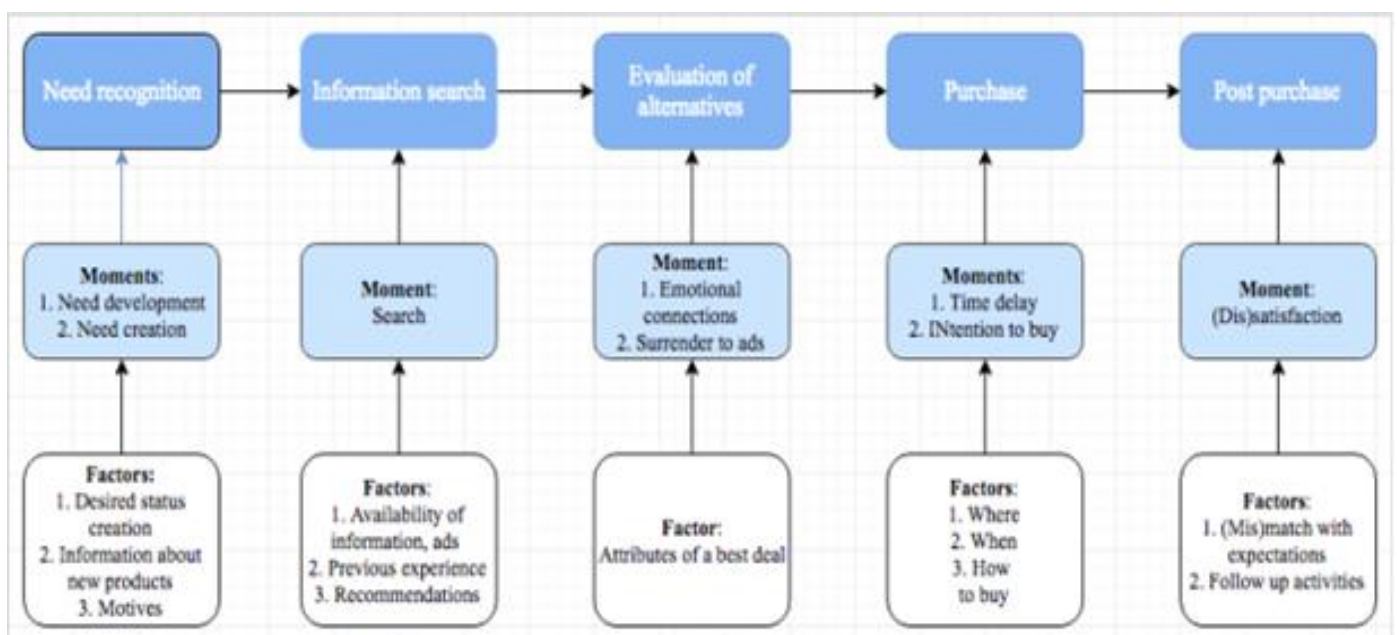 Need recognition
Information search
Evaluation of
alternatives
Purchase
Post purchase
Moments:
1. Need development
2. Need creation
Moment:
Search
Moment:
1. Emotional
connections
2. Surrender to ads
Moments:
1. Time delay
2. INtention to buy
Moment:
(Dis)satisfaction
Factors:
1. Desired status
creation
2. Information about
new products
3. Motives
Factors:
1. Availability of
information, ads
2. Previous experience
3. Recommendations
Factor:
Attributes of a best deal
Factors:
1. Where
2. When
3. How
to buy
Factors:
1. (Mis)match with
expectations
2. Follow up activities